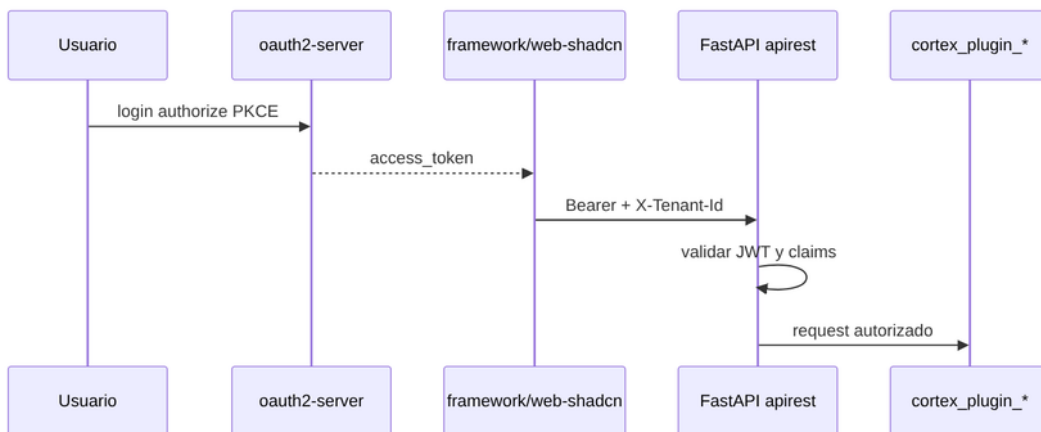 Usuario
oauth2-server
framework/web-shadcn
FastAPI apirest
cortex_plugin_*
login authorize PKCE
access_token
Bearer + X-Tenant-Id
validar JWT y claims
request autorizado
Usuario
oauth2-server
framework/web-shadcn
FastAPI apirest
cortex_plugin_*